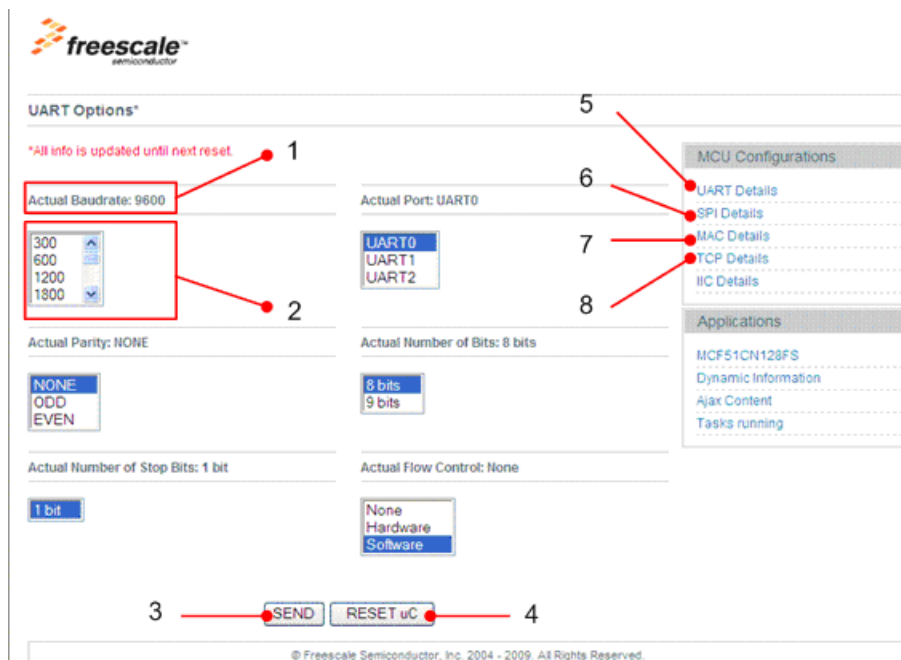 freescale
semiconductor
UART Options*
*All info is updated until next reset.
1
Actual Baudrate: 9600
300
600
1200
1800
2
Actual Port: UART0
UART0
UART1
UART2
Actual Parity: NONE
NONE
ODD
EVEN
Actual Number of Bits: 8 bits
8 bits
9 bits
Actual Number of Stop Bits: 1 bit
1 bit
Actual Flow Control: None
None
Hardware
Software
3
SEND
RESET uC
4
5
6
7
8
MCU Configurations
UART Details
SPI Details
MAC Details
TCP Details
IIC Details
Applications
MCF51CN128FS
Dynamic Information
Ajax Content
Tasks running
© Freescale Semiconductor, Inc. 2004 - 2009. All Rights Reserved.